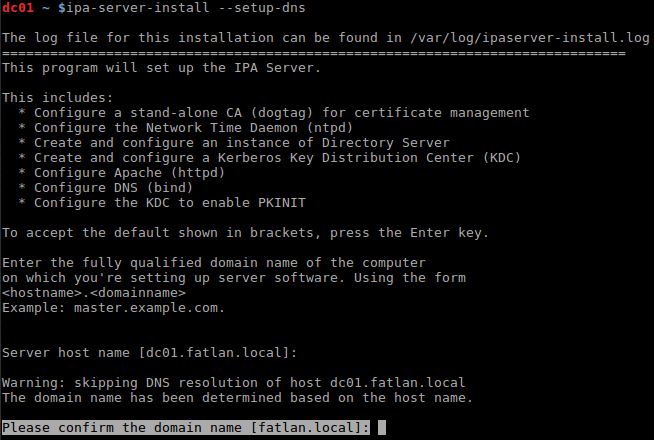 dc01 ~ $ipa-server-install --setup-dns
The log file for this installation can be found in /var/log/ipaserver-install.log
==============================================================================
This program will set up the IPA Server.
This includes:
* Configure a stand-alone CA (dogtag) for certificate management
* Configure the Network Time Daemon (ntpd)
* Create and configure an instance of Directory Server
* Create and configure a Kerberos Key Distribution Center (KDC)
* Configure Apache (httpd)
* Configure DNS (bind)
* Configure the KDC to enable PKINIT
To accept the default shown in brackets, press the Enter key.
Enter the fully qualified domain name of the computer
on which you're setting up server software. Using the form
<hostname>.<domainname>
Example: master.example.com.
Server host name [dc01.fatlan.local]:
Warning: skipping DNS resolution of host dc01.fatlan.local
The domain name has been determined based on the host name.
Please confirm the domain name [fatlan.local]: